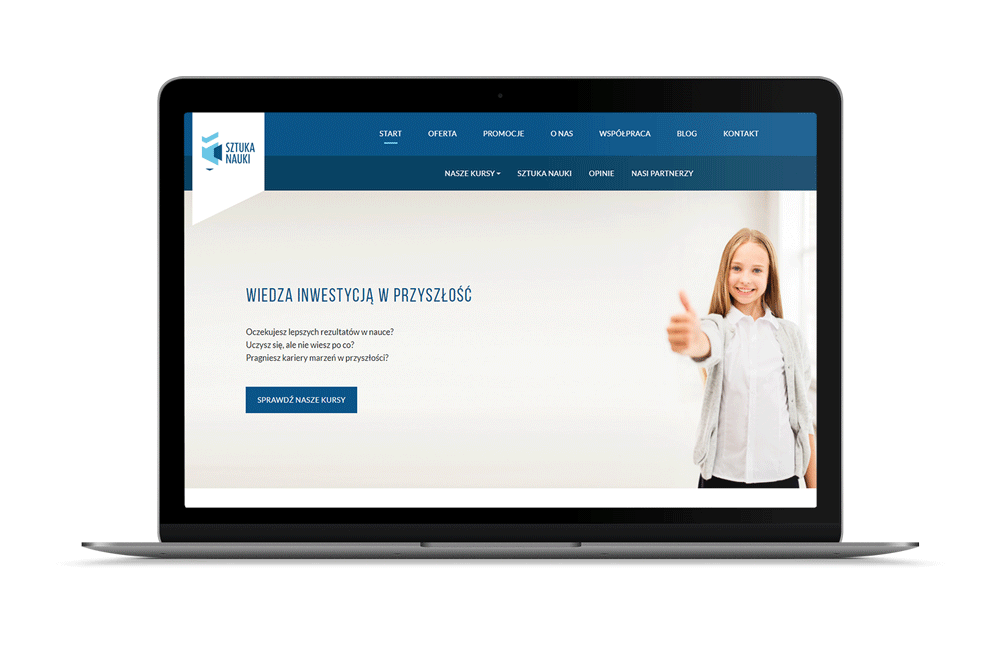 SZTUKA
NAUKI
START OFERTA PROMOCJE O NAS WSPÓŁPRACA BLOG KONTAKT
NASZE KURSY SZTUKA NAUKI OPINIE NASI PARTNERZY
WIEDZA INWESTYCJĄ W PRZYSZŁOŚĆ
Oczekujesz lepszych rezultatów w nauce?
Uczysz się, ale nie wiesz po co?
Pragniesz kariery marzeń w przyszłości?
SPRAWDŹ NASZE KURSY